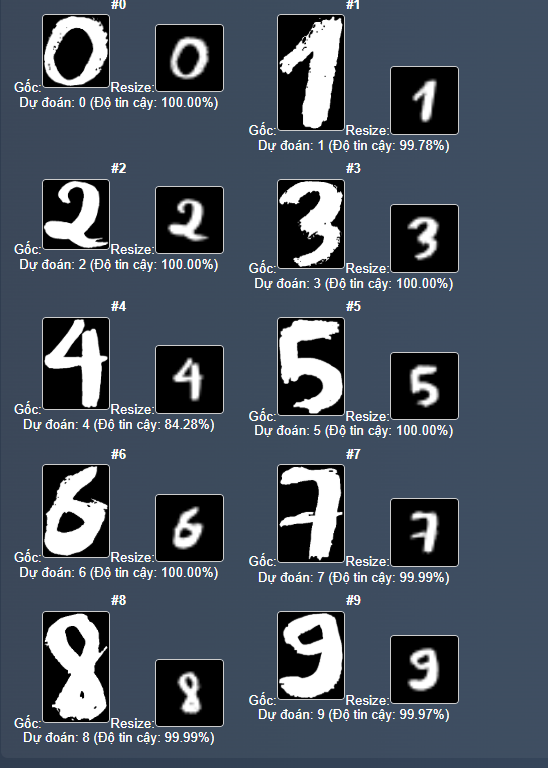 #0
0 0
Gốc: Resize:
Dự đoán: 0 (Độ tin cậy: 100.00%)
#1
1 1
Gốc: Resize:
Dự đoán: 1 (Độ tin cậy: 99.78%)
#2
2 2
Gốc: Resize:
Dự đoán: 2 (Độ tin cậy: 100.00%)
#3
3 3
Gốc: Resize:
Dự đoán: 3 (Độ tin cậy: 100.00%)
#4
4 4
Gốc: Resize:
Dự đoán: 4 (Độ tin cậy: 84.28%)
#5
5 5
Gốc: Resize:
Dự đoán: 5 (Độ tin cậy: 100.00%)
#6
6 6
Gốc: Resize:
Dự đoán: 6 (Độ tin cậy: 100.00%)
#7
7 7
Gốc: Resize:
Dự đoán: 7 (Độ tin cậy: 99.99%)
#8
8 8
Gốc: Resize:
Dự đoán: 8 (Độ tin cậy: 99.99%)
#9
9 9
Gốc: Resize:
Dự đoán: 9 (Độ tin cậy: 99.97%)